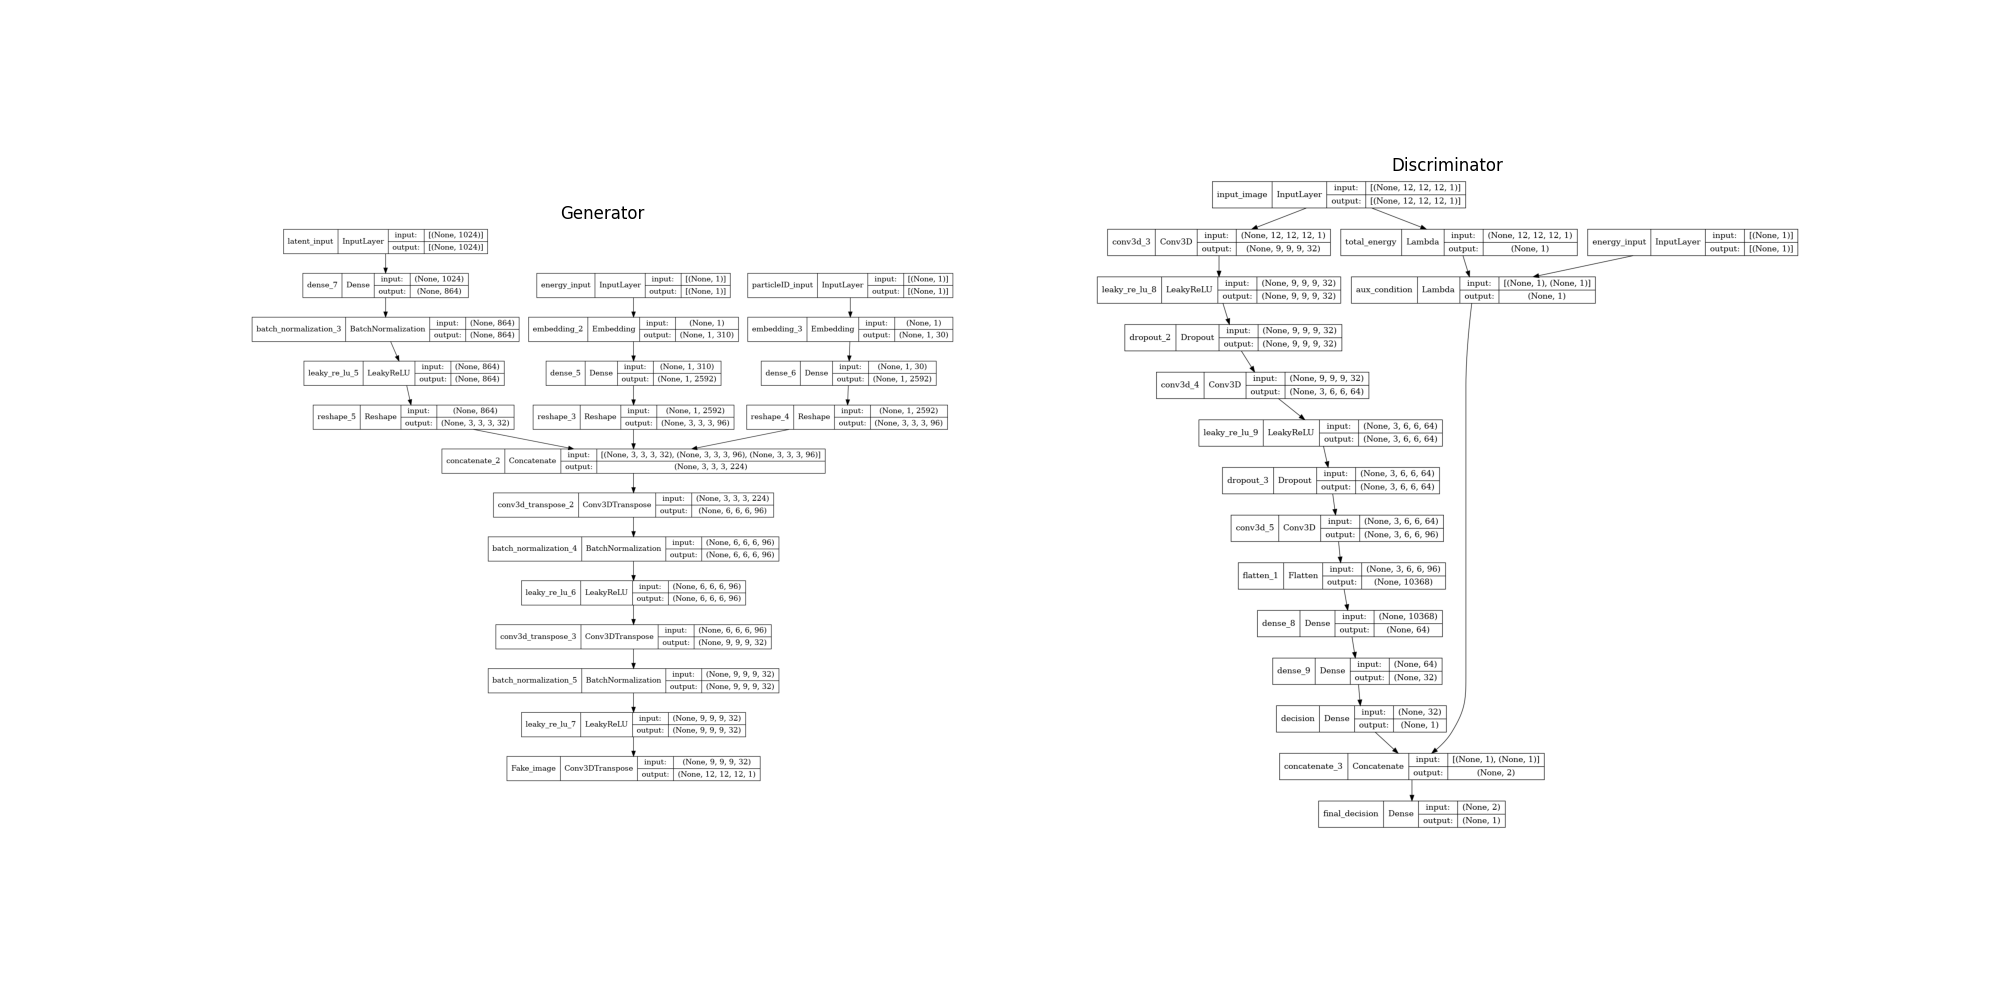 Generator
latent_input InputLayer input: [(None, 1024)]
output: [(None, 1024)]
dense_7 Dense input: (None, 1024)
output: (None, 864)
energy_input InputLayer input: [(None, 1)]
output: [(None, 1)]
particleID_input InputLayer input: [(None, 1)]
output: [(None, 1)]
batch_normalization_3 BatchNormalization input: (None, 864)
output: (None, 864)
embedding_2 Embedding input: (None, 1)
output: (None, 1, 310)
embedding_3 Embedding input: (None, 1)
output: (None, 1, 30)
leaky_re_lu_5 LeakyReLU input: (None, 864)
output: (None, 864)
dense_5 Dense input: (None, 1, 310)
output: (None, 1, 2592)
dense_6 Dense input: (None, 1, 30)
output: (None, 1, 2592)
reshape_5 Reshape input: (None, 864)
output: (None, 3, 3, 3, 32)
reshape_3 Reshape input: (None, 1, 2592)
output: (None, 3, 3, 3, 96)
reshape_4 Reshape input: (None, 1, 2592)
output: (None, 3, 3, 3, 96)
concatenate_2 Concatenate input: [(None, 3, 3, 3, 32), (None, 3, 3, 3, 96), (None, 3, 3, 3, 96)]
output: (None, 3, 3, 3, 224)
conv3d_transpose_2 Conv3DTranspose input: (None, 3, 3, 3, 224)
output: (None, 6, 6, 6, 96)
batch_normalization_4 BatchNormalization input: (None, 6, 6, 6, 96)
output: (None, 6, 6, 6, 96)
leaky_re_lu_6 LeakyReLU input: (None, 6, 6, 6, 96)
output: (None, 6, 6, 6, 96)
conv3d_transpose_3 Conv3DTranspose input: (None, 6, 6, 6, 96)
output: (None, 9, 9, 9, 32)
batch_normalization_5 BatchNormalization input: (None, 9, 9, 9, 32)
output: (None, 9, 9, 9, 32)
leaky_re_lu_7 LeakyReLU input: (None, 9, 9, 9, 32)
output: (None, 9, 9, 9, 32)
Fake_image Conv3DTranspose input: (None, 9, 9, 9, 32)
output: (None, 12, 12, 12, 1)
Discriminator
input_image InputLayer input: [(None, 12, 12, 12, 1)]
output: [(None, 12, 12, 12, 1)]
conv3d_3 Conv3D input: (None, 12, 12, 12, 1)
output: (None, 9, 9, 9, 32)
total_energy Lambda input: (None, 12, 12, 12, 1)
output: (None, 1)
energy_input InputLayer input: [(None, 1)]
output: [(None, 1)]
leaky_re_lu_8 LeakyReLU input: (None, 9, 9, 9, 32)
output: (None, 9, 9, 9, 32)
aux_condition Lambda input: [(None, 1), (None, 1)]
output: (None, 1)
dropout_2 Dropout input: (None, 9, 9, 9, 32)
output: (None, 9, 9, 9, 32)
conv3d_4 Conv3D input: (None, 9, 9, 9, 32)
output: (None, 3, 6, 6, 64)
leaky_re_lu_9 LeakyReLU input: (None, 3, 6, 6, 64)
output: (None, 3, 6, 6, 64)
dropout_3 Dropout input: (None, 3, 6, 6, 64)
output: (None, 3, 6, 6, 64)
conv3d_5 Conv3D input: (None, 3, 6, 6, 64)
output: (None, 3, 6, 6, 96)
flatten_1 Flatten input: (None, 3, 6, 6, 96)
output: (None, 10368)
dense_8 Dense input: (None, 10368)
output: (None, 64)
dense_9 Dense input: (None, 64)
output: (None, 32)
decision Dense input: (None, 32)
output: (None, 1)
concatenate_3 Concatenate input: [(None, 1), (None, 1)]
output: (None, 2)
final_decision Dense input: (None, 2)
output: (None, 1)